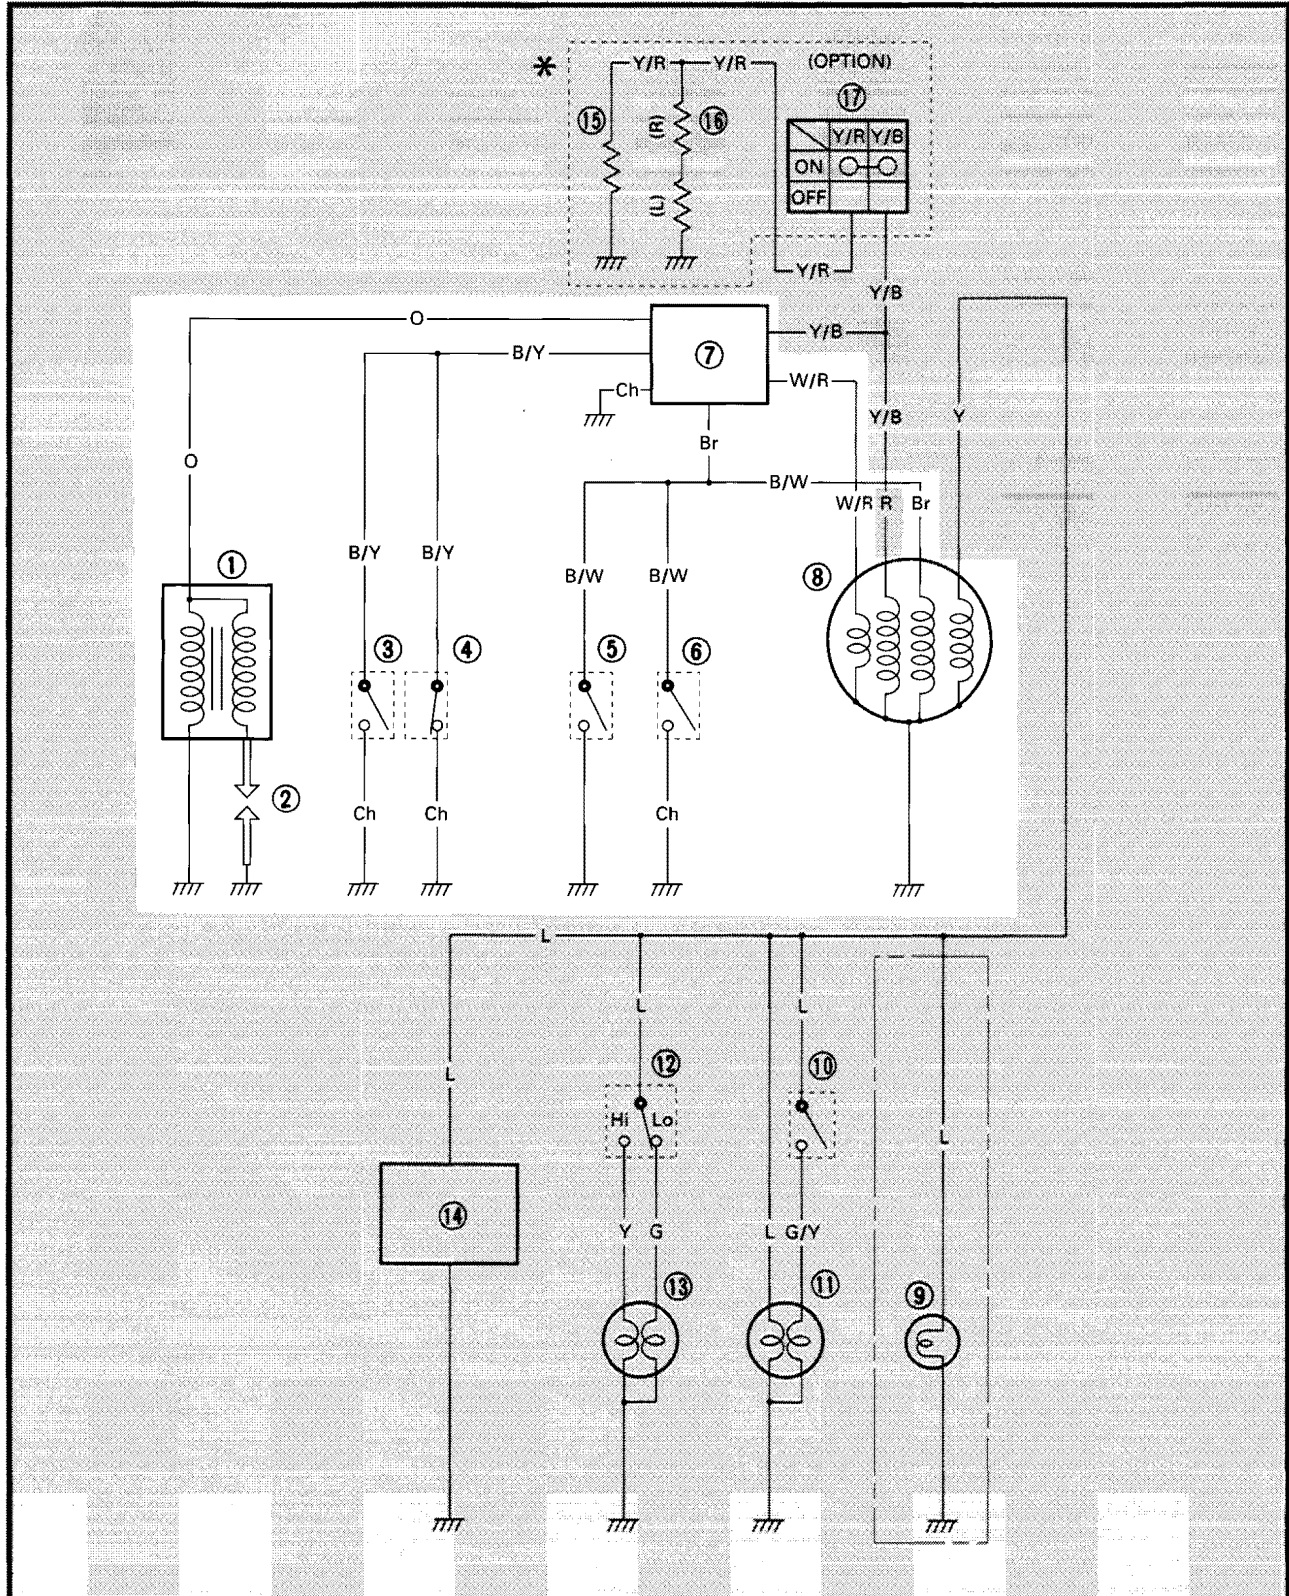 *
Y/R Y/R (OPTION)
17
15 (R) 16
Y/R Y/B
ON
(L)
OFF
Y/R
Y/B
O
Y/B
B/Y
7
W/R
Ch
Y/B Y
Br
O
B/W
W/R R Br
B/Y B/Y
1
B/W B/W
8
3 4 5 6
2
Ch Ch Ch
L
L L
12 10
L
Hi Lo
L
14
Y G L G/Y
13 11 9